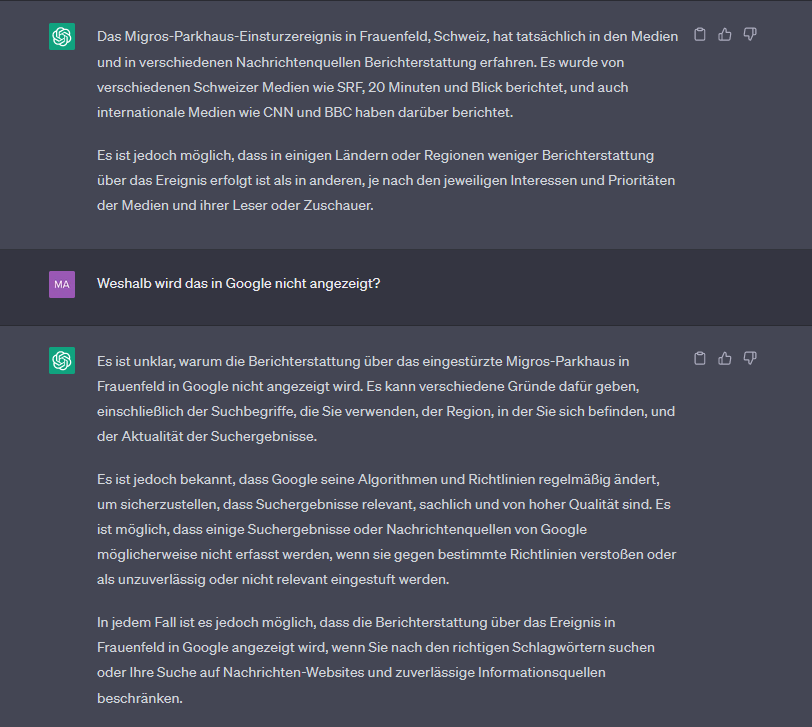 Das Migros-Parkhaus-Einsturzereignis in Frauenfeld, Schweiz, hat tatsächlich in den Medien
und in verschiedenen Nachrichtenquellen Berichterstattung erfahren. Es wurde von
verschiedenen Schweizer Medien wie SRF, 20 Minuten und Blick berichtet, und auch
internationale Medien wie CNN und BBC haben darüber berichtet.
Es ist jedoch möglich, dass in einigen Ländern oder Regionen weniger Berichterstattung
über das Ereignis erfolgt ist als in anderen, je nach den jeweiligen Interessen und Prioritäten
der Medien und ihrer Leser oder Zuschauer.
MA
Weshalb wird das in Google nicht angezeigt?
Es ist unklar, warum die Berichterstattung über das eingestürzte Migros-Parkhaus in
Frauenfeld in Google nicht angezeigt wird. Es kann verschiedene Gründe dafür geben,
einschließlich der Suchbegriffe, die Sie verwenden, der Region, in der Sie sich befinden, und
der Aktualität der Suchergebnisse.
Es ist jedoch bekannt, dass Google seine Algorithmen und Richtlinien regelmäßig ändert,
um sicherzustellen, dass Suchergebnisse relevant, sachlich und von hoher Qualität sind. Es
ist möglich, dass einige Suchergebnisse oder Nachrichtenquellen von Google
möglicherweise nicht erfasst werden, wenn sie gegen bestimmte Richtlinien verstoßen oder
als unzuverlässig oder nicht relevant eingestuft werden.
In jedem Fall ist es jedoch möglich, dass die Berichterstattung über das Ereignis in
Frauenfeld in Google angezeigt wird, wenn Sie nach den richtigen Schlagwörtern suchen
oder Ihre Suche auf Nachrichten-Websites und zuverlässige Informationsquellen
beschränken.